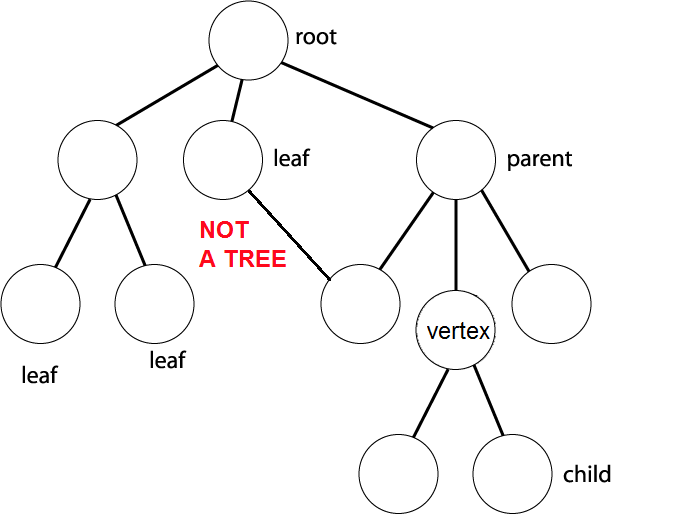 root
leaf
parent
NOT
A TREE
vertex
leaf
leaf
child